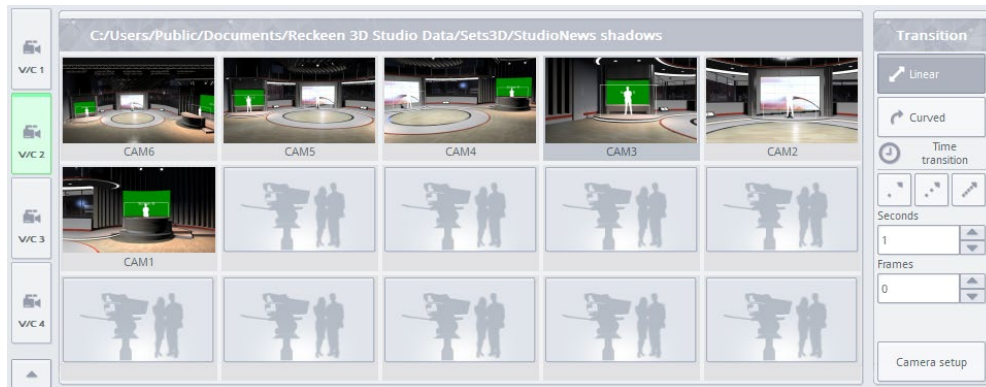 V/C 1
V/C 2
V/C 3
V/C 4
C:/Users/Public/Documents/Reckeen 3D Studio Data/Sets3D/StudioNews shadows
CAM6
CAM5
CAM4
CAM3
CAM2
CAM1
Transition
Linear
Curved
Time
transition
Seconds
1
Frames
0
Camera setup